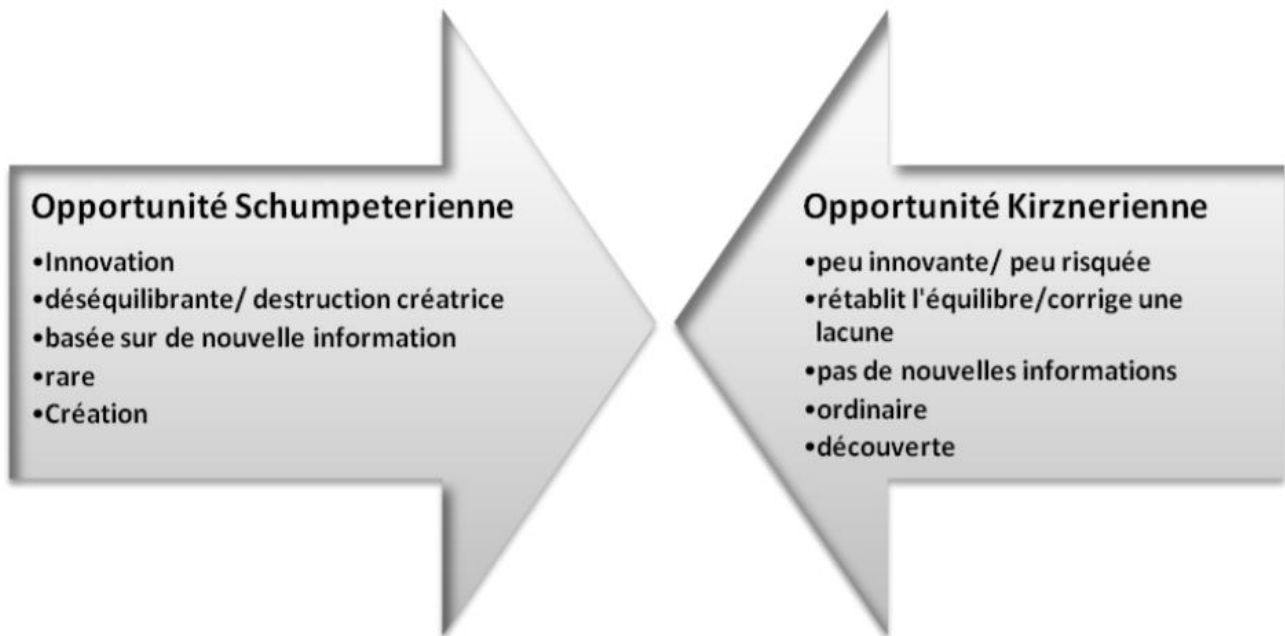 Opportunité Schumpeterienne
•Innovation
•déséquilibrante/ destruction créatrice
•basée sur de nouvelle information
•rare
•Création
Opportunité Kirznerienne
•peu innovante/ peu risquée
•rétablit l'équilibre/corrige une
lacune
•pas de nouvelles informations
•ordinaire
•découverte